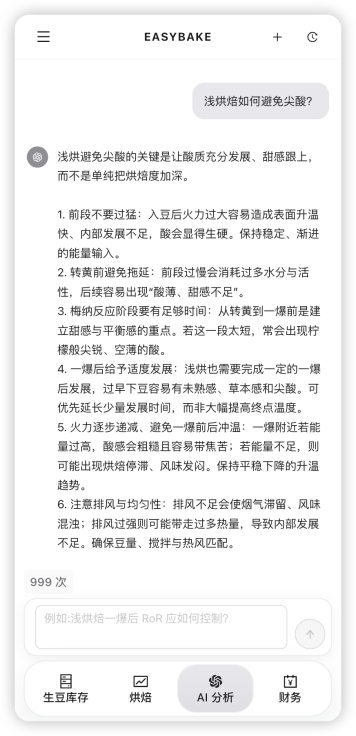 EASYBAKE
浅烘焙如何避免尖酸？
浅烘避免尖酸的关键是让酸质充分发展、甜感跟上，
而不是单纯把烘焙度加深。
1. 前段不要过猛：入豆后火力过大容易造成表面升温
快、内部发展不足，酸会显得生硬。保持稳定、渐进
的能量输入。
2. 转黄前避免拖延：前段过慢会消耗过多水分与活
性，后续容易出现“酸薄、甜感不足”。
3. 梅纳反应阶段要有足够时间：从转黄到一爆前是建
立甜感与平衡感的重点。若这一段太短，常会出现柠
檬般尖锐、空薄的酸。
4. 一爆后给予适度发展：浅烘也需要完成一定的一爆
后发展，过早下豆容易有未熟感、草本感和尖酸。可
优先延长少量发展时间，而非大幅提高终点温度。
5. 火力逐步递减、避免一爆前后冲温：一爆附近若能
量过高，酸感会粗糙且容易带焦苦；若能量不足，则
可能出现烘焙停滞、风味发闷。保持平稳下降的升温
趋势。
6. 注意排风与均匀性：排风不足会使烟气滞留、风味
混浊；排风过强则可能带走过多热量，导致内部发展
不足。确保豆量、搅拌与热风匹配。
999 次
例如:浅烘焙一爆后 RoR 应如何控制?
生豆库存
烘焙
AI 分析
财务